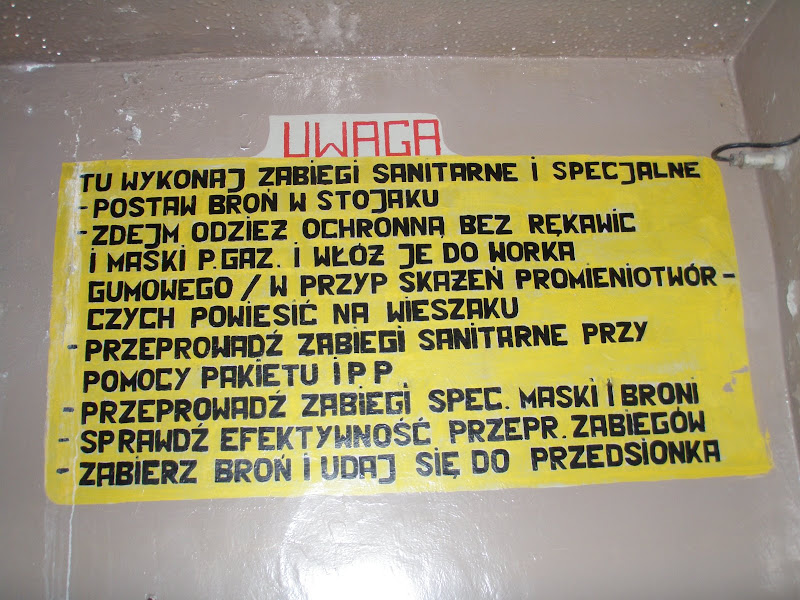 UWAGA
TU WYKONAJ ZABIEGI SANITARNE I SPECJALNE
- POSTAW BROŃ W STOJAKU
- ZDEJM ODZIEŻ OCHRONNĄ BEZ RĘKAWIC
I MASKI P.GAZ. I WŁÓŻ JE DO WORKA
GUMOWEGO / W PRZYP SKAŻEŃ PROMIENIOTWÓR-
CZYCH POWIESIĆ NA WIESZAKU
- PRZEPROWADŹ ZABIEGI SANITARNE PRZY
POMOCY PAKIETU I P P
- PRZEPROWADŹ ZABIEGI SPEC. MASKI I BRONI
- SPRAWDŹ EFEKTYWNOŚĆ PRZEPR. ZABIEGÓW
- ZABIERZ BROŃ I UDAJ SIĘ DO PRZEDSIONKA